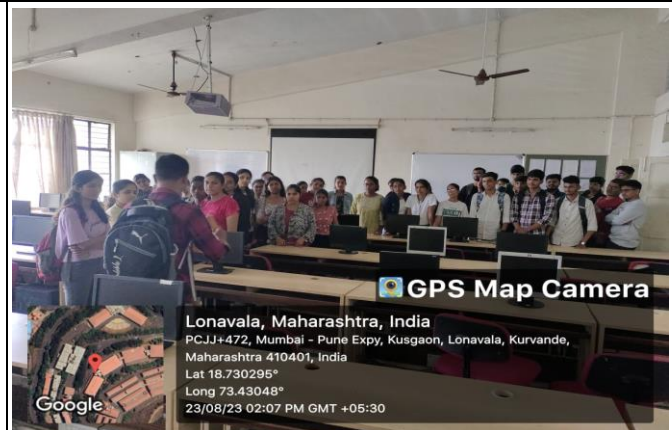 GPS Map Camera
Lonavala, Maharashtra, India
PCJJ+472, Mumbai - Pune Expy, Kusgaon, Lonavala, Kurvande,
Maharashtra 410401, India
Lat 18.730295°
Long 73.43048°
23/08/23 02:07 PM GMT +05:30
Google